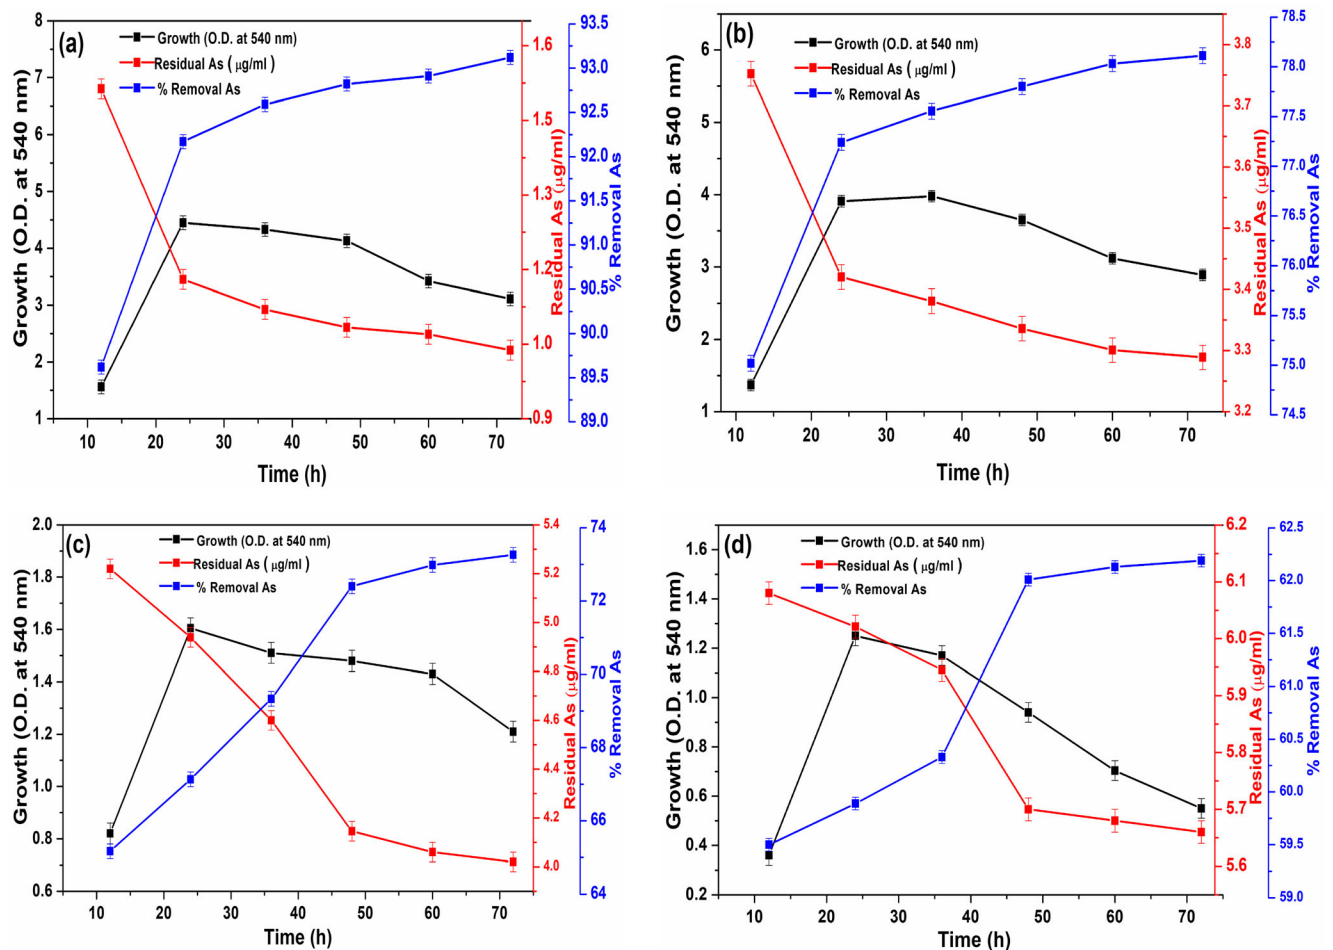 (a)
Growth (O.D. at 540 nm)
Residual As ( μg/ml)
% Removal As
8
7
6
5
4
3
2
1
Growth (O.D. at 540 nm)
10 20 30 40 50 60 70
Time (h)
1.6
1.5
1.3
1.2
1.0
0.9
Residual As (μg/ml)
93.5
93.0
92.5
92.0
91.5
91.0
90.5
90.0
89.5
89.0
% Removal As
(b)
Growth (O.D. at 540 nm)
Residual As ( μg/ml)
% Removal As
6
5
4
3
2
1
Growth (O.D. at 540 nm)
10 20 30 40 50 60 70
Time (h)
3.8
3.7
3.6
3.5
3.4
3.3
3.2
Residual As (μg/ml)
78.5
78.0
77.5
77.0
76.5
76.0
75.5
75.0
74.5
% Removal As
(c)
Growth (O.D. at 540 nm)
Residual As ( μg/ml)
% Removal As
2.0
1.8
1.6
1.4
1.2
1.0
0.8
0.6
Growth (O.D. at 540 nm)
10 20 30 40 50 60 70
Time (h)
5.4
5.2
5.0
4.8
4.6
4.4
4.2
4.0
Residual As (μg/ml)
74
72
70
68
66
64
% Removal As
(d)
Growth (O.D. at 540 nm)
Residual As ( μg/ml)
% Removal As
1.6
1.4
1.2
1.0
0.8
0.6
0.4
0.2
Growth (O.D. at 540 nm)
10 20 30 40 50 60 70
Time (h)
6.2
6.1
6.0
5.9
5.8
5.7
5.6
Residual As (μg/ml)
62.5
62.0
61.5
61.0
60.5
60.0
59.5
59.0
% Removal As